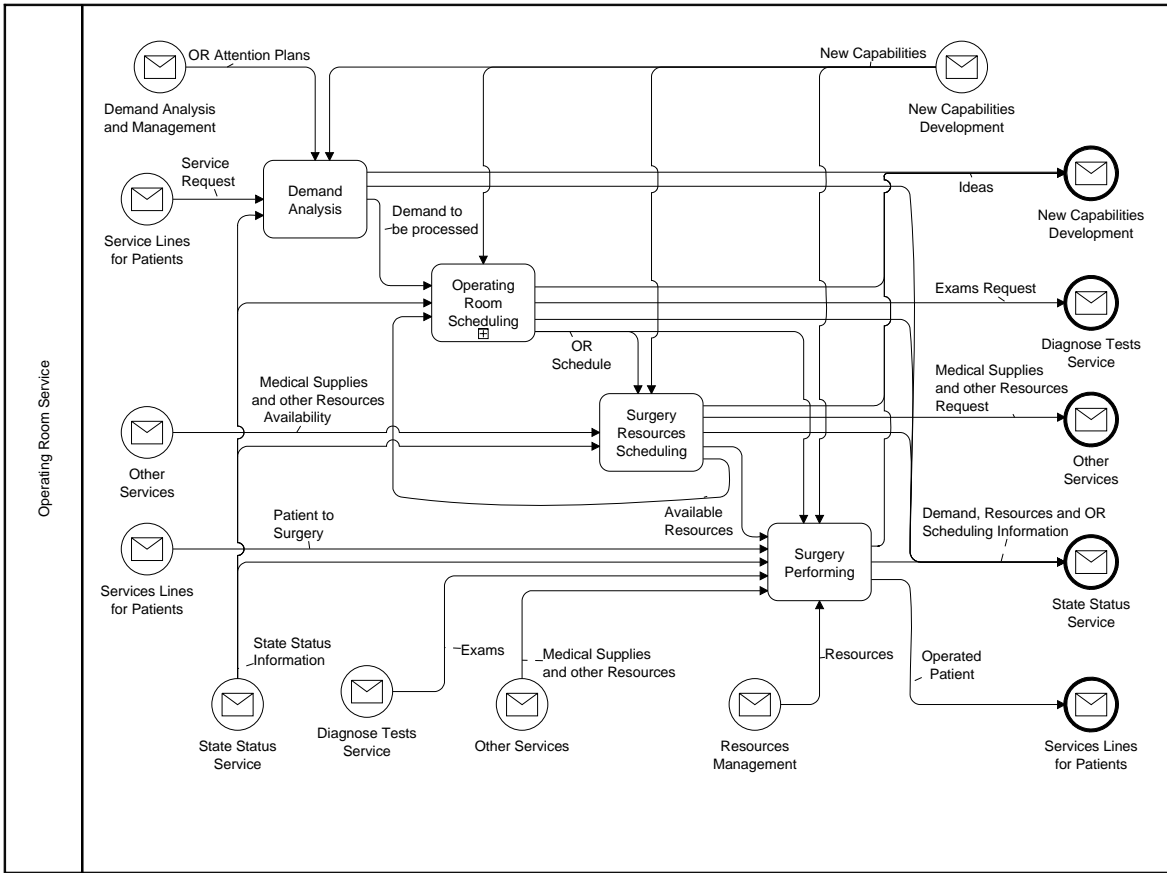 Operating Room Service
OR Attention Plans
New Capabilities
Demand Analysis
and Management
New Capabilities
Development
Service
Request
Demand
Analysis
Ideas
Service Lines
for Patients
Demand to
be processed
New Capabilities
Development
Operating
Room
Scheduling
Exams Request
Diagnose Tests
Service
OR
Schedule
Medical Supplies
and other Resources
Availability
Medical Supplies
and other Resources
Request
Surgery
Resources
Scheduling
Other
Services
Other
Services
Available
Resources
Patient to
Surgery
Demand, Resources and OR
Scheduling Information
Surgery
Performing
Services Lines
for Patients
State Status
Service
State Status
Information
Exams
Medical Supplies
and other Resources
Resources
Operated
Patient
State Status
Service
Diagnose Tests
Service
Other Services
Resources
Management
Services Lines
for Patients